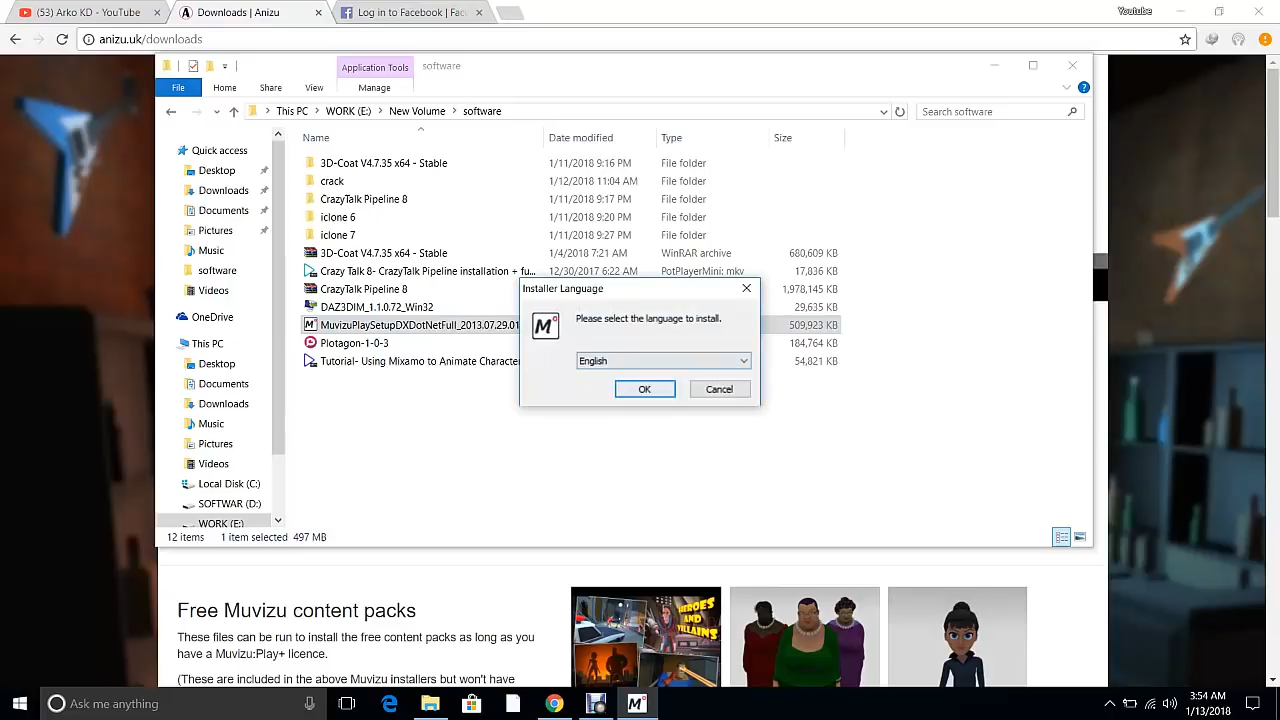 (53) Arko KD - YouTube
Downloads | Anizu
Log in to Facebook | Fac
Youtube
anizu.uk/downloads
Application Tools
software
File
Home
Share
View
Manage
This PC
WORK (E:)
New Volume
software
Search software
Name
Date modified
Type
Size
Quick access
Desktop
Downloads
Documents
Pictures
Music
software
Videos
OneDrive
This PC
Desktop
Documents
Downloads
Music
Pictures
Videos
Local Disk (C:)
SOFTWAR (D:)
WORK (E:)
3D-Coat V4.7.35 x64 - Stable 1/11/2018 9:16 PM File folder
crack 1/12/2018 11:04 AM File folder
CrazyTalk Pipeline 8 1/11/2018 9:17 PM File folder
iclone 6 1/11/2018 9:20 PM File folder
iclone 7 1/11/2018 9:27 PM File folder
3D-Coat V4.7.35 x64 - Stable 1/4/2018 7:21 AM WinRAR archive 680,609 KB
Crazy Talk 8- CrazyTalk Pipeline installation + fu... 12/30/2017 6:22 AM PotPlayerMini: mkv 17,836 KB
CrazyTalk Pipeline 8 1,978,145 KB
DAZ3DIM_1.1.0.72_Win32 29,635 KB
MuvizuPlaySetupDXDotNetFull_2013.07.29.01 509,923 KB
Plotagon-1-0-3 184,764 KB
Tutorial- Using Mixamo to Animate Character 54,821 KB
Installer Language
M
Please select the language to install.
English
OK
Cancel
12 items 1 item selected 497 MB
Free Muvizu content packs
These files can be run to install the free content packs as long as you
have a Muvizu:Play+ licence.
(These are included in the above Muvizu installers but won't have
HEROES
AND
VILLAINS
Ask me anything
M
3:54 AM
1/13/2018